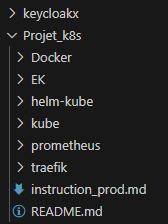 keycloakx
Projet_k8s
Docker
EK
helm-kube
kube
prometheus
traefik
instruction_prod.md
README.md